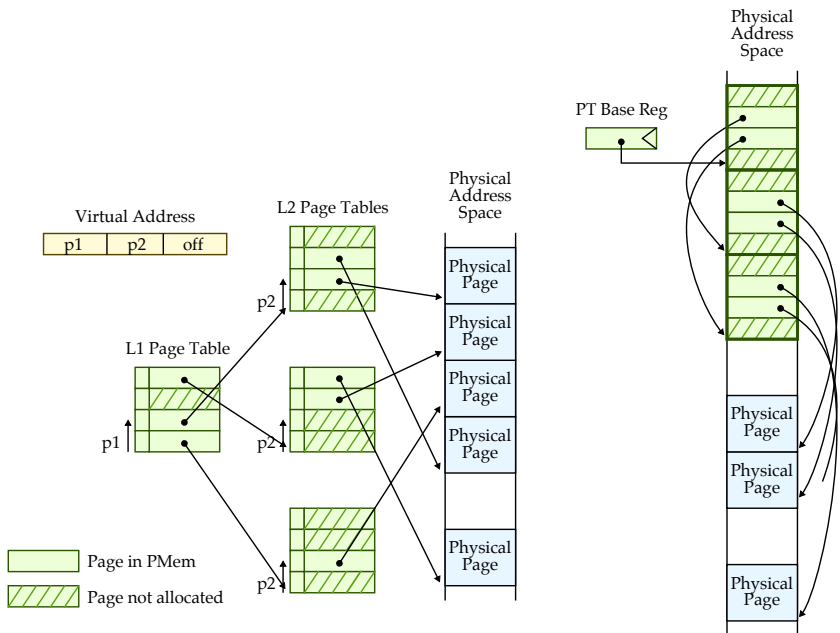 Physical
Address
Space
PT Base Reg
Physical
Address
Space
L2 Page Tables
Virtual Address
p1 p2 off
Physical
Page
p2
Physical
Page
L1 Page Table
Physical
Page
p1
p2
Physical
Page
Physical
Page
Physical
Page
Physical
Page
p2
Physical
Page
Page in PMem
Page not allocated